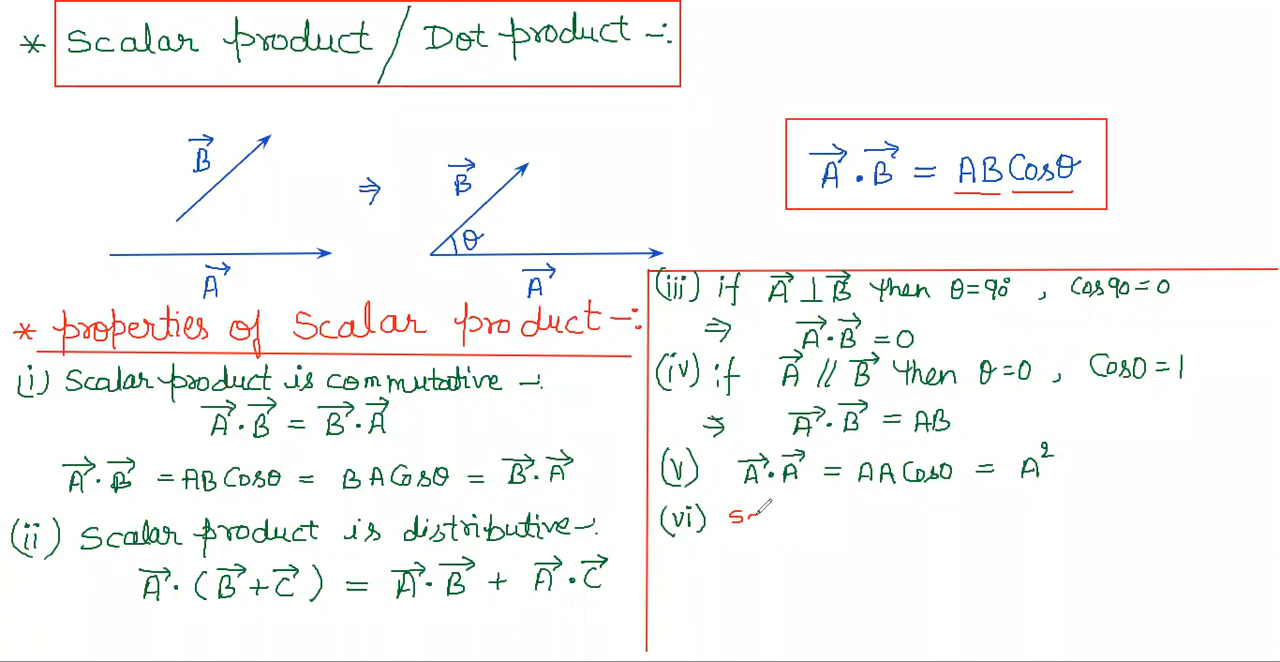 * Scalar product / Dot product -:
B⃗
A⃗
⇒
B⃗
θ
A⃗
A⃗ . B⃗ = AB Cosθ
* properties of Scalar product -:
(i) Scalar product is commutative -:
A⃗ . B⃗ = B⃗ . A⃗
A⃗ . B⃗ = AB Cosθ = BA Cosθ = B⃗ . A⃗
(ii) Scalar product is distributive -:
A⃗ . (B⃗ + C⃗) = A⃗ . B⃗ + A⃗ . C⃗
(iii) if A⃗ ⊥ B⃗ then θ=90°, Cos90=0
⇒ A⃗ . B⃗ = 0
(iv) if A⃗ // B⃗ then θ=0, Cos0=1
⇒ A⃗ . B⃗ = AB
(v) A⃗ . A⃗ = AA Cos0 = A²
(vi)